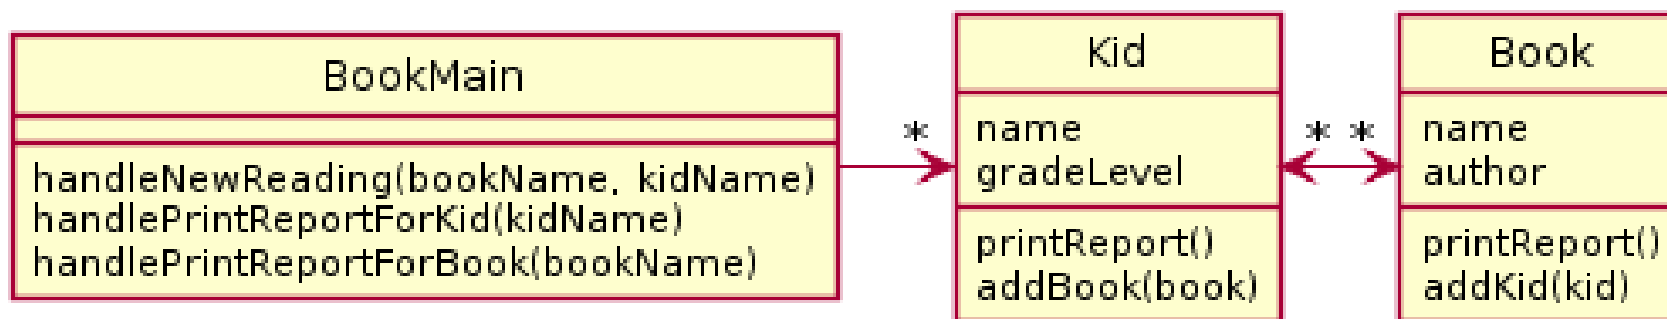 BookMain
handleNewReading(bookName, kidName)
handlePrintReportForKid(kidName)
handlePrintReportForBook(bookName)
*
Kid
name
gradeLevel
printReport()
addBook(book)
* *
Book
name
author
printReport()
addKid(kid)